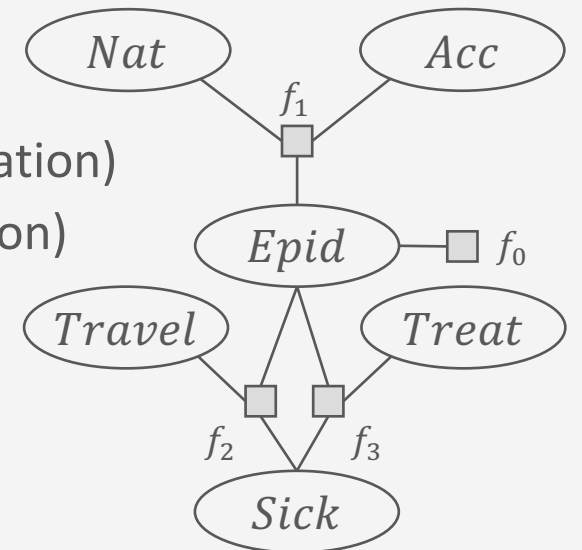 Nat Acc
f₁
ation)
on)
Epid f₀
Travel Treat
f₂ f₃
Sick